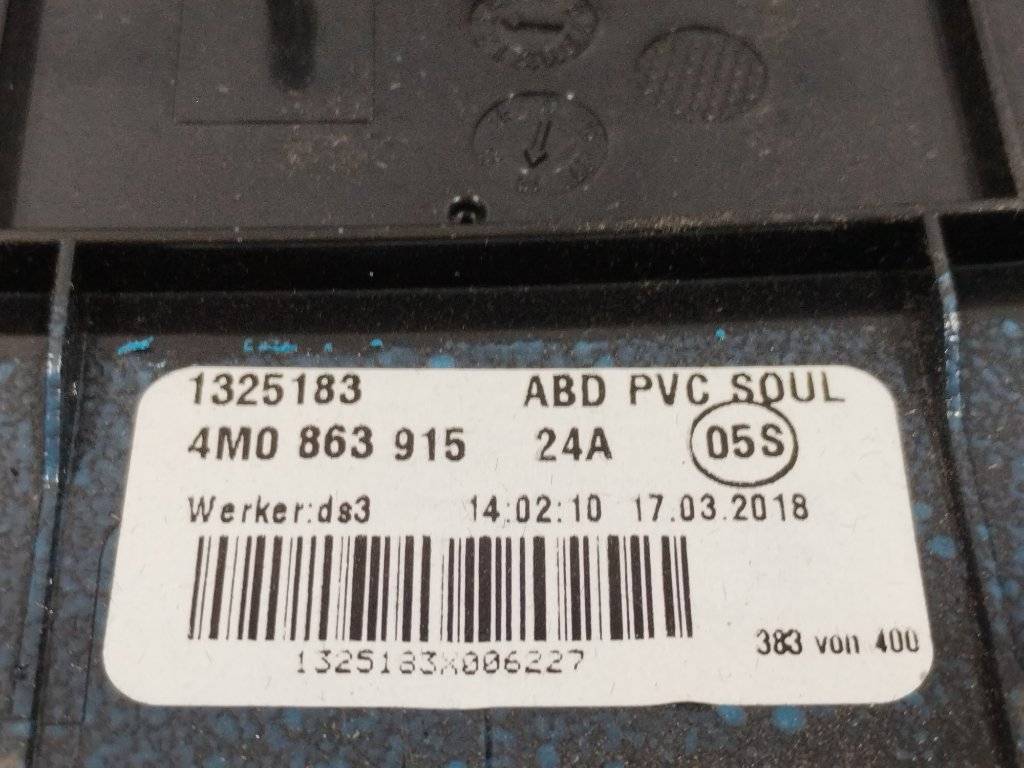 1325183 ABD PVC SOUL
4M0 863 915 24A 05S
Werker:ds3 14:02:10 17.03.2018
1325183X006227
383 von 400